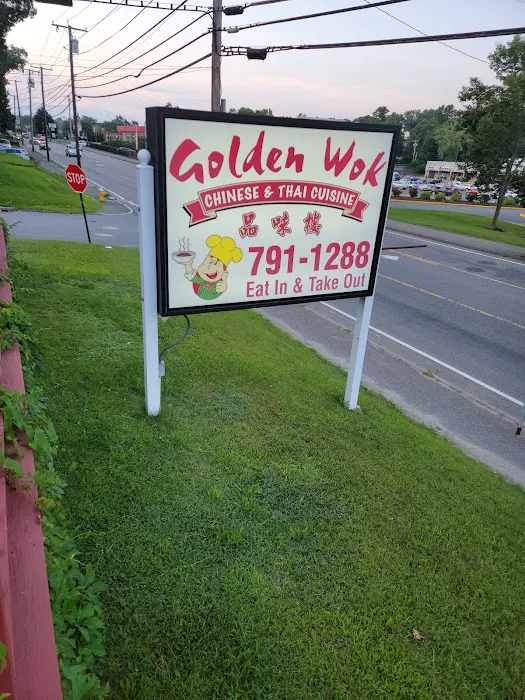 Golden Wok
CHINESE & THAI CUISINE
品味楼
791-1288
Eat In & Take Out
STOP